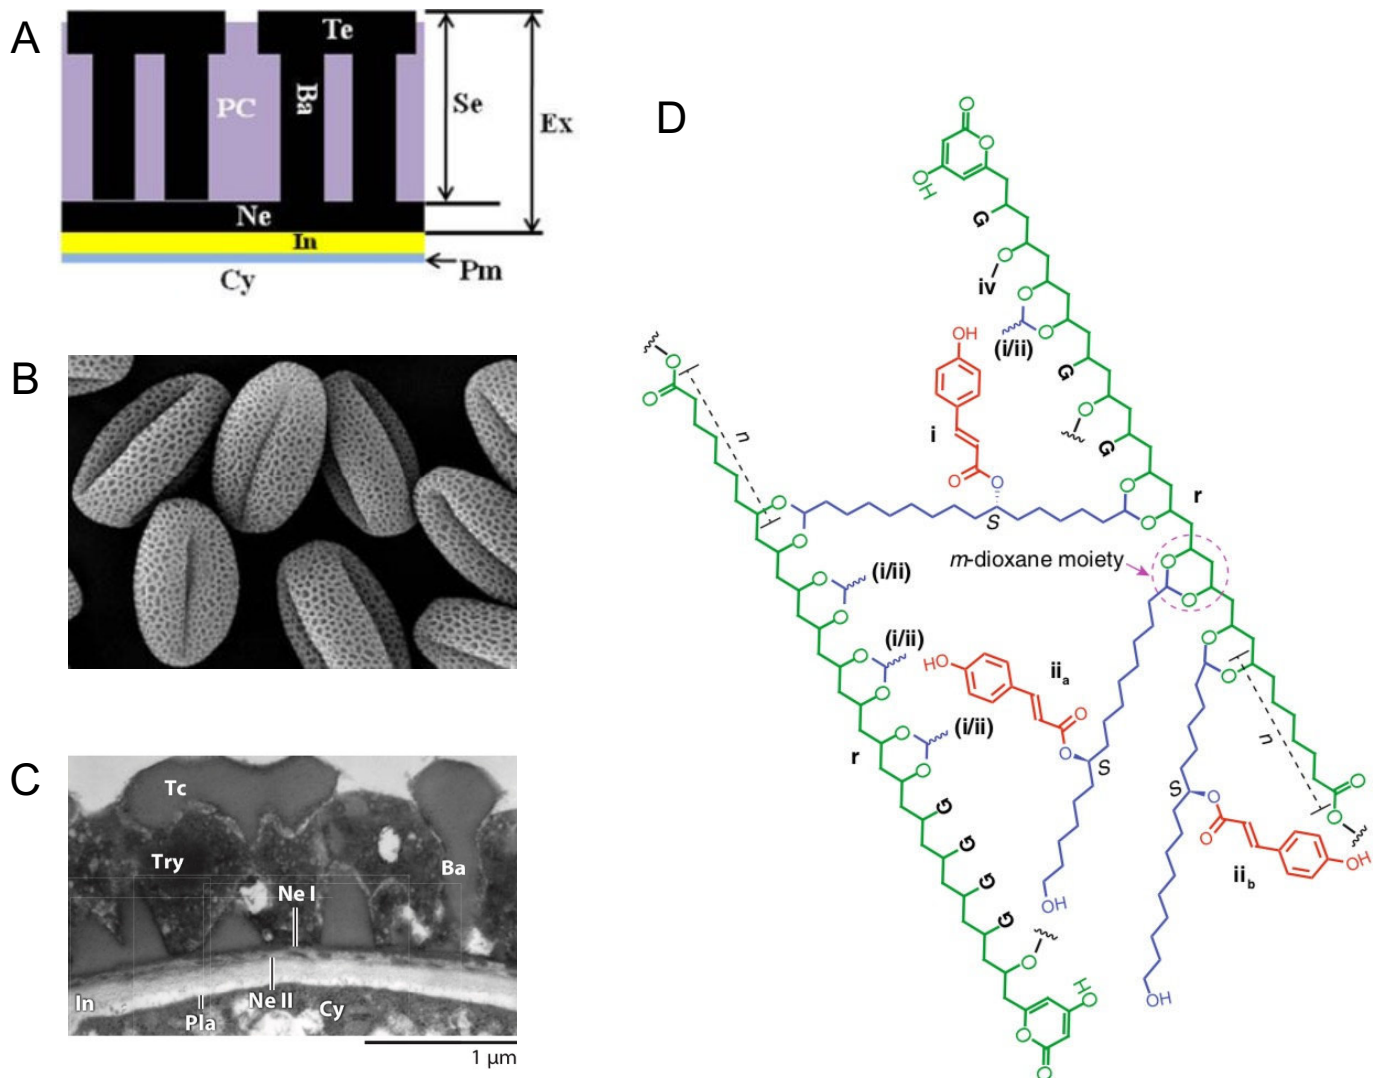 A
Te
PC
Ba
Se
Ex
Ne
In
Pm
Cy
B
C
Tc
Try
Ba
Ne I
In
Pla
Ne II
Cy
1 μm
D
O
O
OH
G
O
iv
O
O
(i/ii)
G
O
G
OH
i
O
O
S
O
O
n
O
O
O
O
r
m-dioxane moiety
O
O
O
O
(i/ii)
O
O
(i/ii)
O
O
(i/ii)
r
HO
ii a
O
O
S
OH
O
O
n
S
O
O
ii b
OH
O
O
OH
G
G
G
G
O
OH
O
O